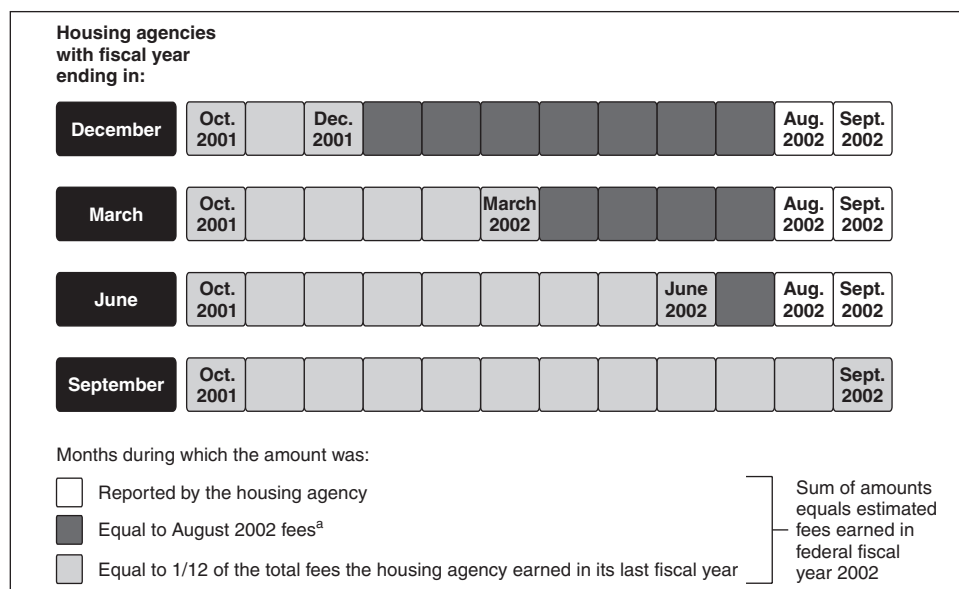 Housing agencies
with fiscal year
ending in:
December
Oct.
2001
Dec.
2001
Aug.
2002
Sept.
2002
March
Oct.
2001
March
2002
Aug.
2002
Sept.
2002
June
Oct.
2001
June
2002
Aug.
2002
Sept.
2002
September
Oct.
2001
Sept.
2002
Months during which the amount was:
Reported by the housing agency
Equal to August 2002 feesᵃ
Equal to 1/12 of the total fees the housing agency earned in its last fiscal year
Sum of amounts
equals estimated
fees earned in
federal fiscal
year 2002